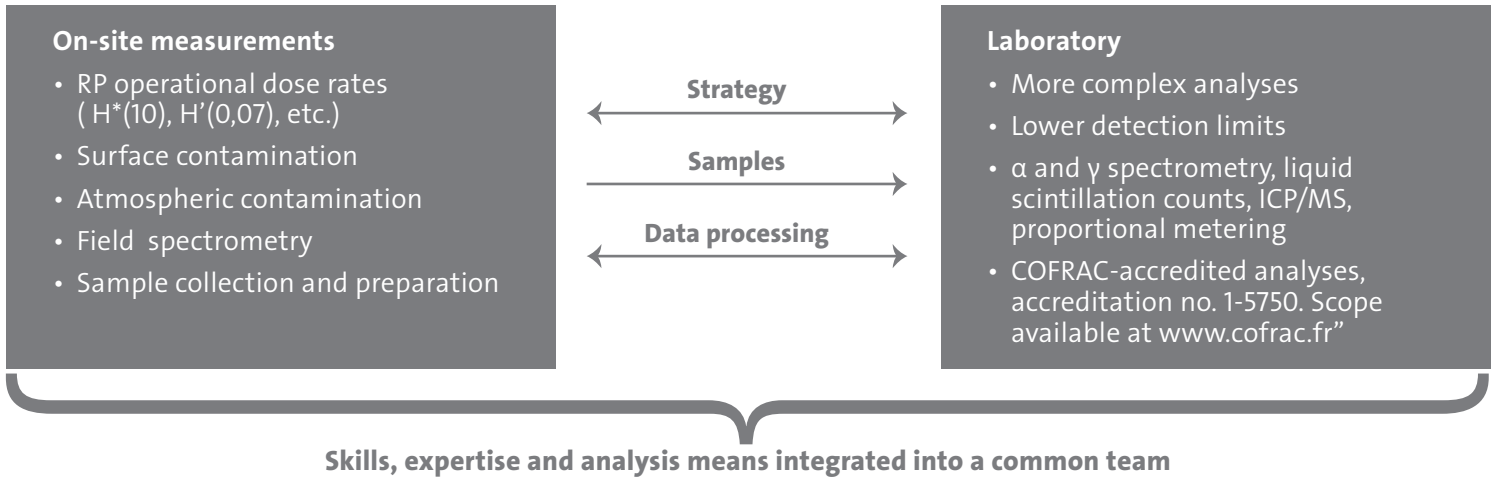 On-site measurements
• RP operational dose rates
( H*(10), H’(0,07), etc.)
• Surface contamination
• Atmospheric contamination
• Field  spectrometry
• Sample collection and preparation
Strategy
Samples
Data processing
Laboratory
• More complex analyses
• Lower detection limits
• α and γ spectrometry, liquid
scintillation counts, ICP/MS,
proportional metering
• COFRAC-accredited analyses,
accreditation no. 1-5750. Scope
available at www.cofrac.fr”
Skills, expertise and analysis means integrated into a common team